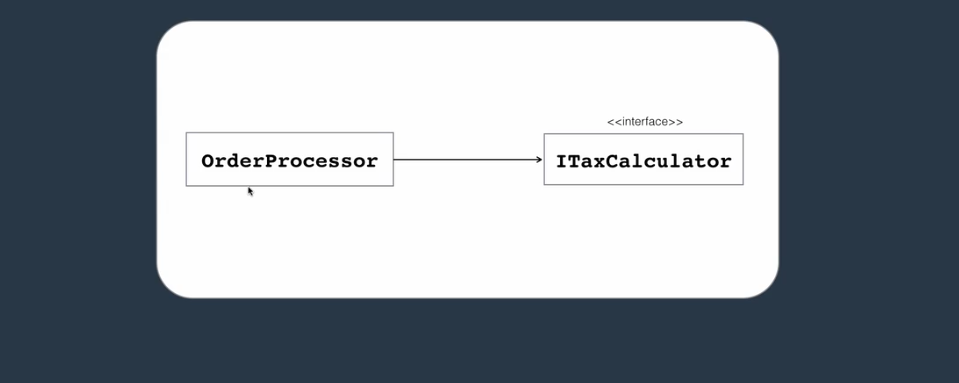 <<interface>>
OrderProcessor
ITaxCalculator